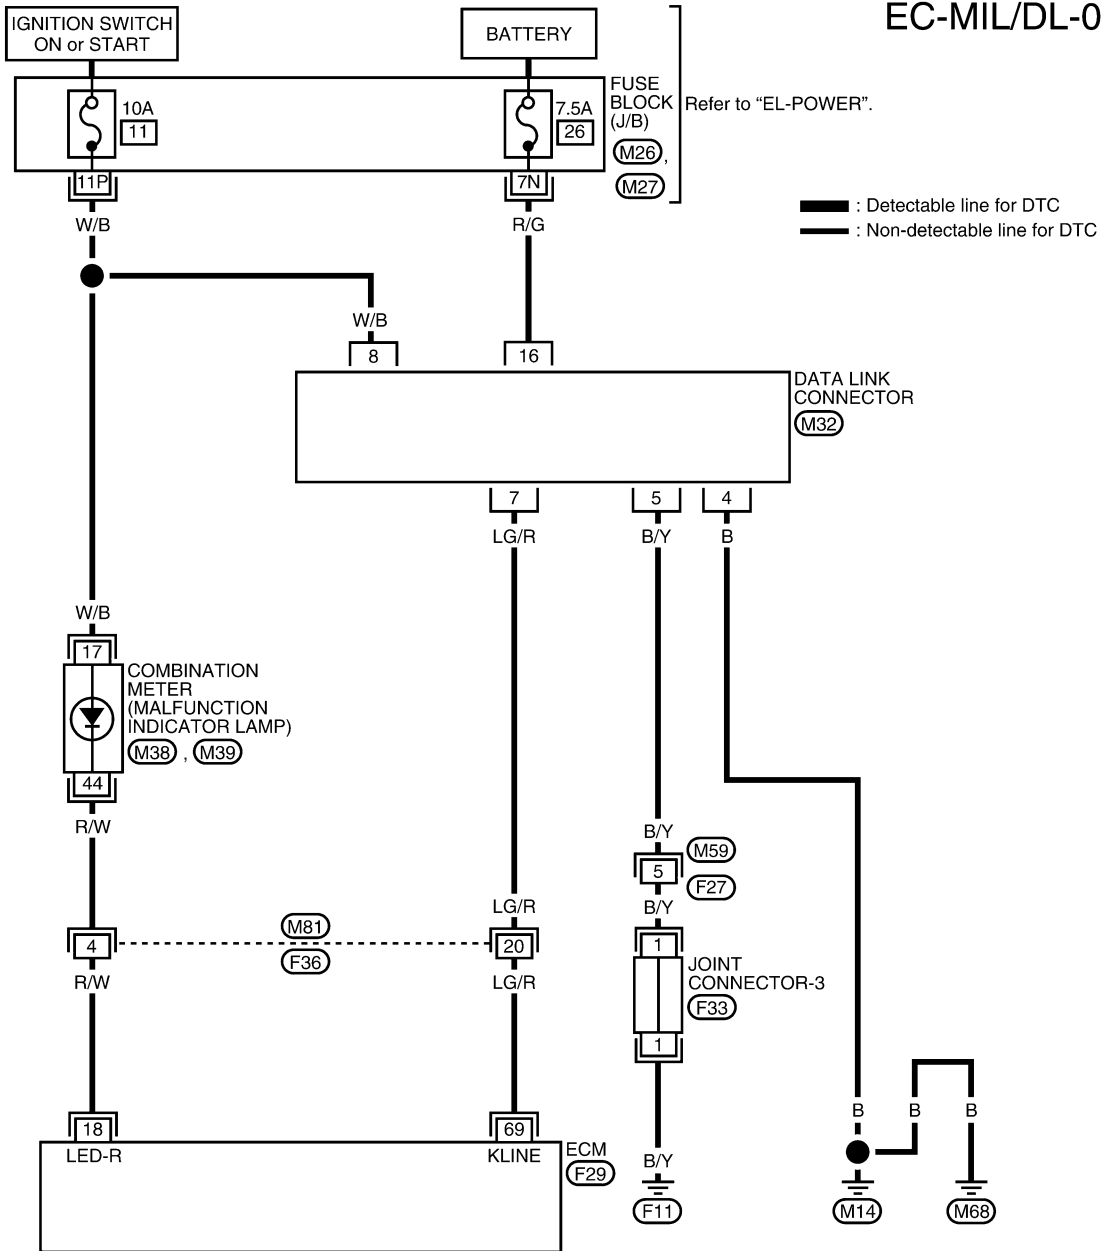 EC-MIL/DL-0
IGNITION SWITCH
ON or START
BATTERY
10A
11
7.5A
26
FUSE
BLOCK
(J/B)
M26 ,
M27
Refer to “EL-POWER”.
11P
7N
W/B
R/G
: Detectable line for DTC
: Non-detectable line for DTC
W/B
8
16
DATA LINK
CONNECTOR
M32
7
5
4
LG/R
B/Y
B
W/B
17
COMBINATION
METER
(MALFUNCTION
INDICATOR LAMP)
M38 , M39
44
R/W
B/Y
M59
5
F27
LG/R
B/Y
M81
4
20
1
F36
R/W
LG/R
JOINT
CONNECTOR-3
F33
1
B
B
B
18
69
LED-R
KLINE
ECM
F29
B/Y
F11
M14
M68